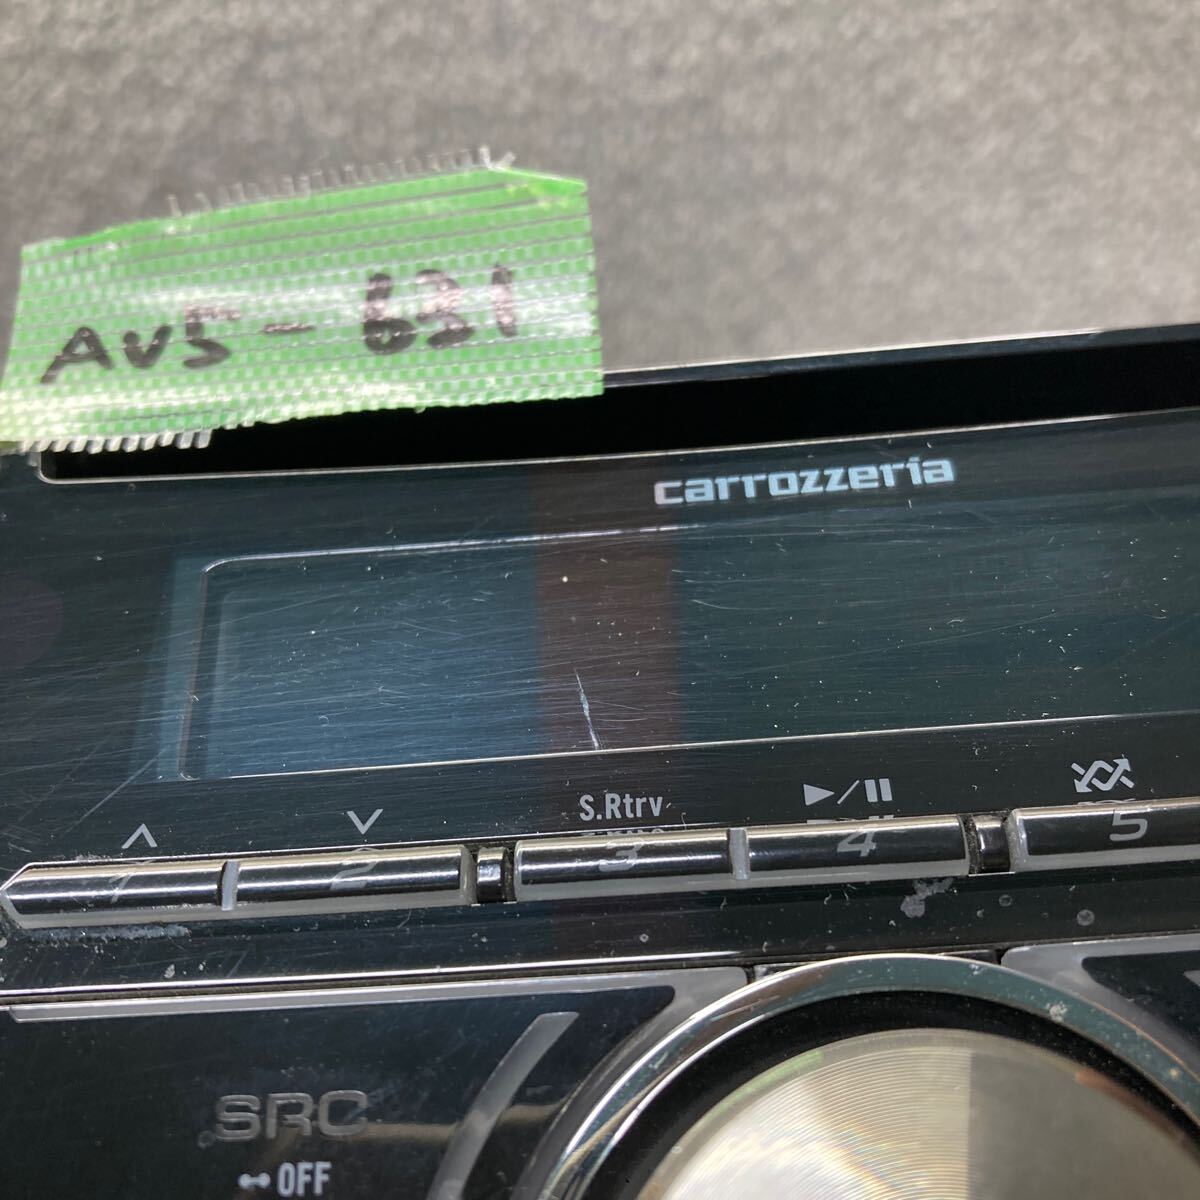 AV5-631
carrozzeria
S.Rtrv
1 2 3 4 5
SRC
OFF